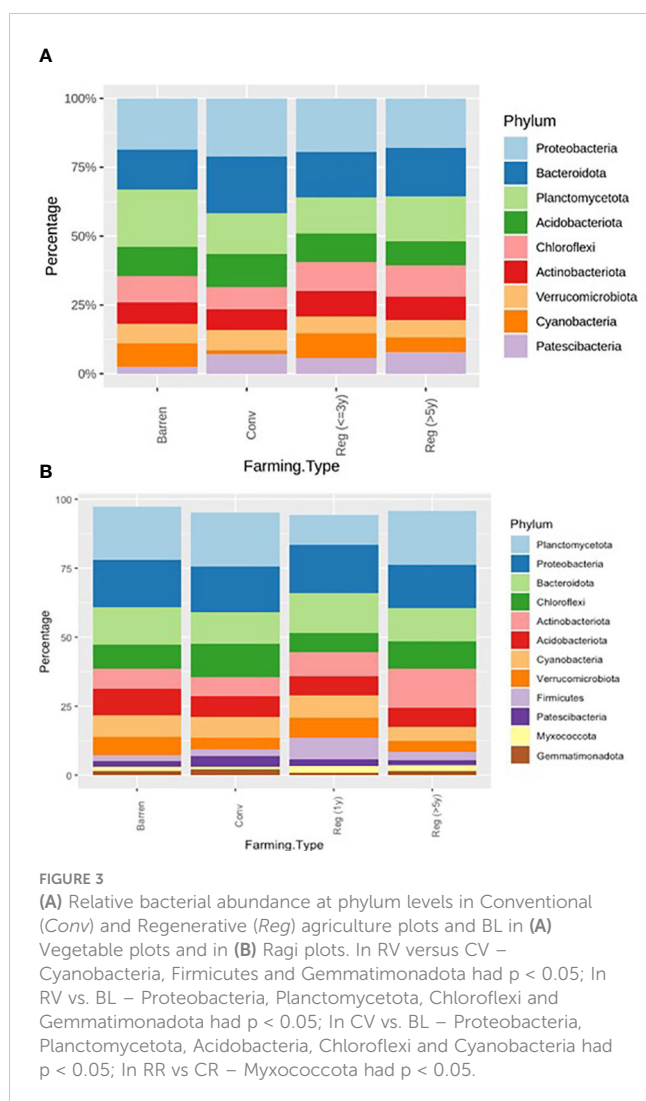 A
100%
75%
50%
25%
0%
Percentage
Barren
Conv
Reg (<=3y)
Reg (>5y)
Farming.Type
Phylum
Proteobacteria
Bacteroidota
Planctomycetota
Acidobacteriota
Chloroflexi
Actinobacteriota
Verrucomicrobiota
Cyanobacteria
Patescibacteria
B
100
75
50
25
0
Percentage
Barren
Conv
Reg (1y)
Reg (>5y)
Farming.Type
Phylum
Planctomycetota
Proteobacteria
Bacteroidota
Chloroflexi
Actinobacteriota
Acidobacteriota
Cyanobacteria
Verrucomicrobiota
Firmicutes
Patescibacteria
Myxococcota
Gemmatimonadota
FIGURE 3
(A) Relative bacterial abundance at phylum levels in Conventional
(Conv) and Regenerative (Reg) agriculture plots and BL in (A)
Vegetable plots and in (B) Ragi plots. In RV versus CV –
Cyanobacteria, Firmicutes and Gemmatimonadota had p < 0.05; In
RV vs. BL – Proteobacteria, Planctomycetota, Chloroflexi and
Gemmatimonadota had p < 0.05; In CV vs. BL – Proteobacteria,
Planctomycetota, Acidobacteria, Chloroflexi and Cyanobacteria had
p < 0.05; In RR vs CR – Myxococcota had p < 0.05.